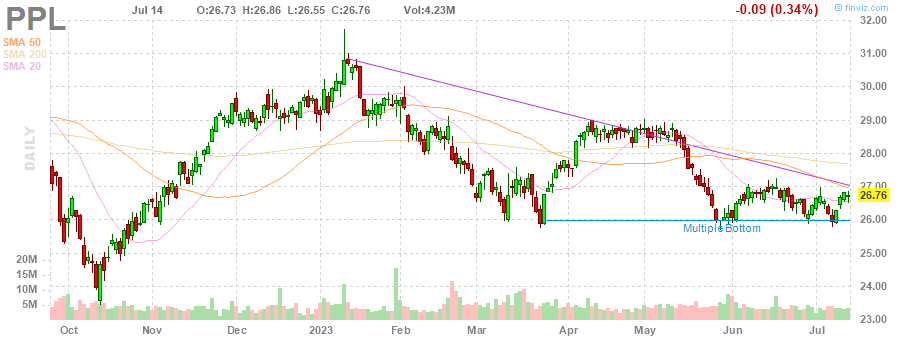 PPL Jul 14 O:26.73 H:26.86 L:26.55 C:26.76 Vol:4.23M -0.09 (0.34%) © finviz.com
SMA 50
SMA 200
SMA 20
DAILY
32.00
31.00
30.00
29.00
28.00
27.00
26.76
26.00
25.00
24.00
23.00
Multiple Bottom
20M
15M
10M
5M
Oct Nov Dec 2023 Feb Mar Apr May Jun Jul